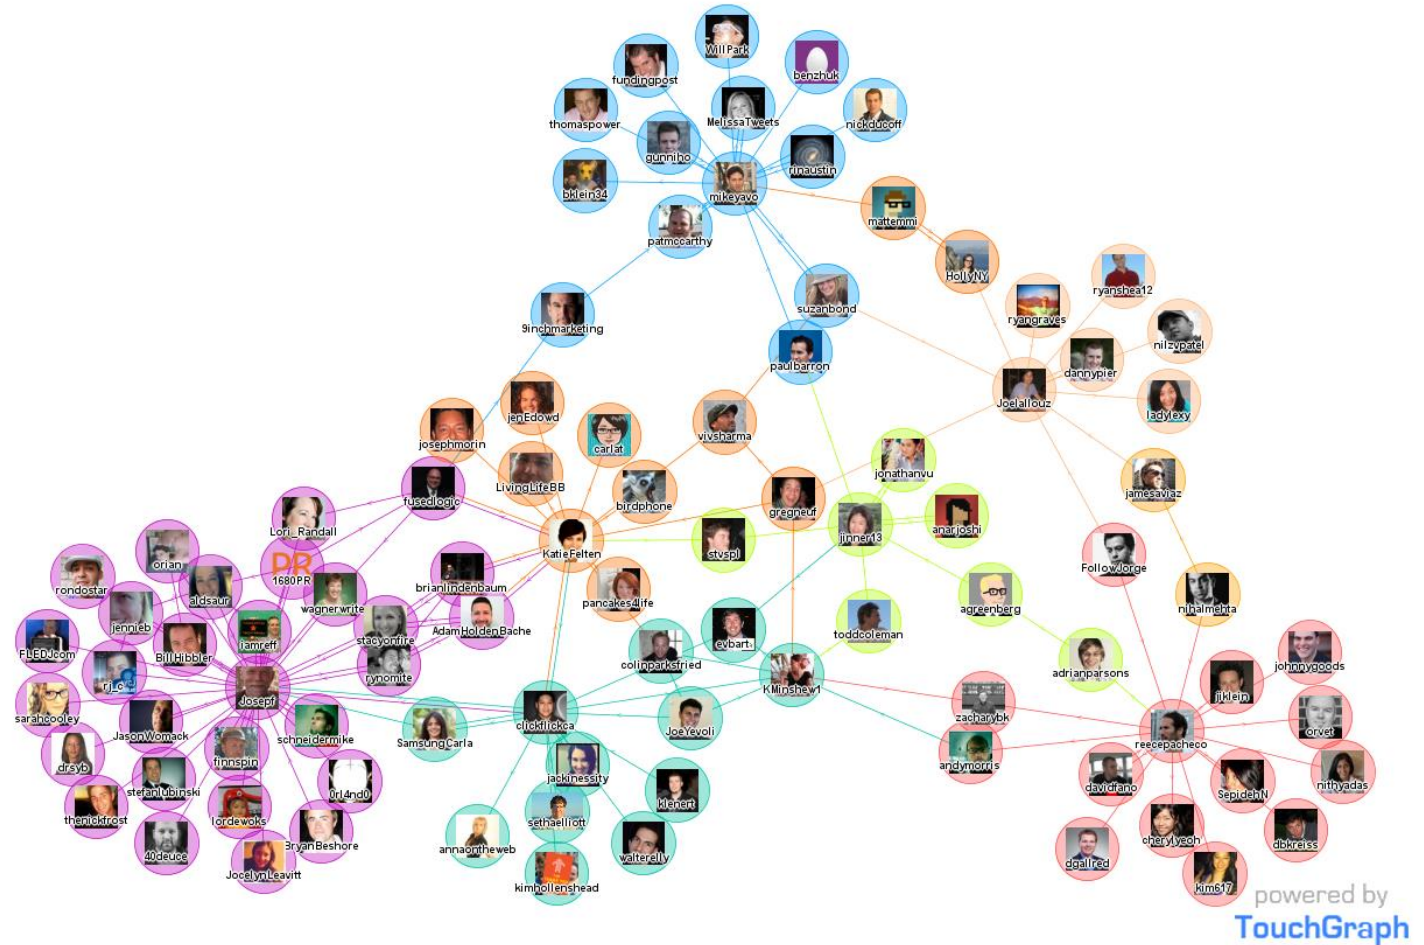 WillPark
benzhuk
fundingpost
MelissaTweets
nickducoff
thomaspower
gunniho
rinaustin
bklein34
mikeyavo
mattemmi
patmccarthy
HollyNY
ryanshea12
suzanbond
ryangraves
9inchmarketing
nilzvpatel
paulbarron
dannypier
Joelallouz
ladylexy
jenEdowd
josephmorin
carlat
vivsharma
jonathanvu
LivingLifeBB
fusedlogic
birdphone
gregneuf
jamesaviaz
Lori_Randall
anarjoshi
jinner13
KatieFelten
stvspl
orian
PR
1680PR
FollowJorge
rondostar
aldsaur
brianlindenbaum
wagnerwrite
pancakes4life
agreenberg
nihalmehta
jennieb
stacyonfire
AdamHoldenBache
toddcoleman
iamreff
evbart
FLEDJcom
BillHibbler
colinparksfried
rj_c
rynomite
adrianparsons
johnnygoods
KMinshew1
jiklein
Josepf
sarahcooley
zacharybk
clickflickca
JasonWomack
schneidermike
SamsungCarla
JoeYevoli
orvet
reecepacheco
finnspin
drsyb
andymorris
jackinessity
davidfano
nithyadas
stefanlubinski
0rl4nd0
SepidehN
klenert
thenickfrost
lordewoks
sethaelliott
cherylyeoh
dbkreiss
BryanBeshore
annaontheweb
40deuce
walterelly
dgallred
JocelynLeavitt
kimhollenshead
kim617
powered by
TouchGraph